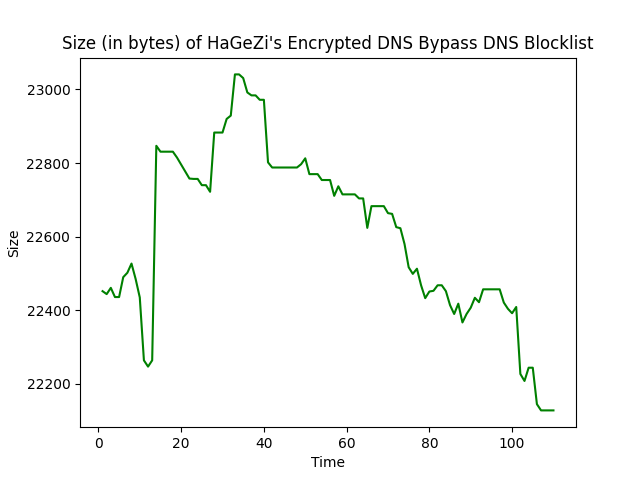 Size (in bytes) of HaGeZi's Encrypted DNS Bypass DNS Blocklist
23000
22800
22600
22400
22200
Size
0 20 40 60 80 100
Time